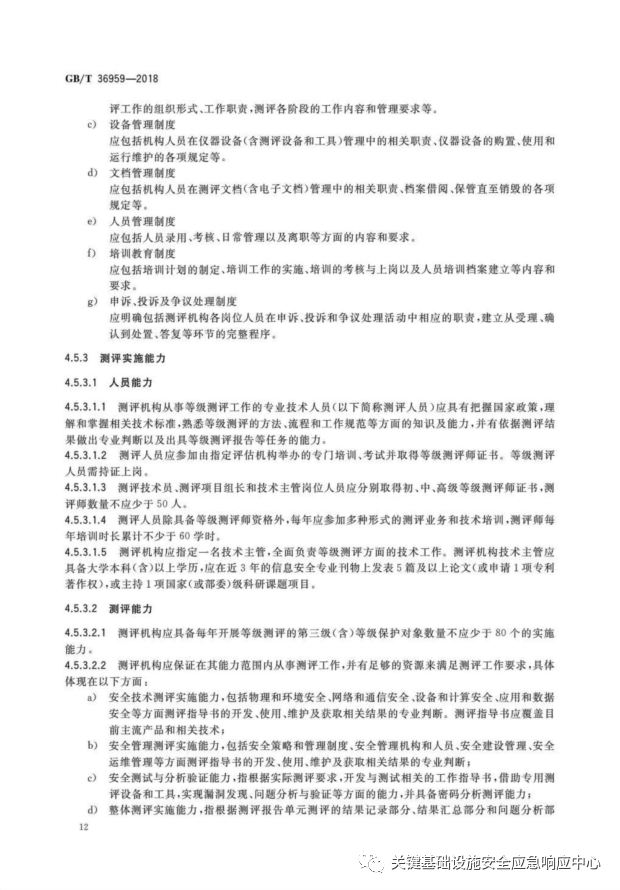 GB/T 36959—2018
评工作的组织形式、工作职责,测评各阶段的工作内容和管理要求等。
c) 设备管理制度
应包括机构人员在仪器设备(含测评设备和工具)管理中的相关职责、仪器设备的购置、使用和
运行维护的各项规定等。
d) 文档管理制度
应包括机构人员在测评文档(含电子文档)管理中的相关职责、档案借阅、保管直至销毁的各项
规定等。
e) 人员管理制度
应包括人员录用、考核、日常管理以及离职等方面的内容和要求。
f) 培训教育制度
应包括培训计划的制定、培训工作的实施、培训的考核与上岗以及人员培训档案建立等内容和
要求。
g) 申诉、投诉及争议处理制度
应明确包括测评机构各岗位人员在申诉、投诉和争议处理活动中相应的职责,建立从受理、确
认到处置、答复等环节的完整程序。
4.5.3 测评实施能力
4.5.3.1 人员能力
4.5.3.1.1 测评机构从事等级测评工作的专业技术人员(以下简称测评人员)应具有把握国家政策,理
解和掌握相关技术标准,熟悉等级测评的方法、流程和工作规范等方面的知识及能力,并有依据测评结
果做出专业判断以及出具等级测评报告等任务的能力。
4.5.3.1.2 测评人员应参加由指定评估机构举办的专门培训、考试并取得等级测评师证书。等级测评
人员需持证上岗。
4.5.3.1.3 测评技术员、测评项目组长和技术主管岗位人员应分别取得初、中、高级等级测评师证书,测
评师数量不应少于 50 人。
4.5.3.1.4 测评人员除具备等级测评师资格外,每年应参加多种形式的测评业务和技术培训,测评师每
年培训时长累计不少于 60 学时。
4.5.3.1.5 测评机构应指定一名技术主管,全面负责等级测评方面的技术工作。测评机构技术主管应
具备大学本科(含)以上学历,应在近 3 年的信息安全专业刊物上发表 5 篇及以上论文(或申请 1 项专利
著作权),或主持 1 项国家(或部委)级科研课题项目。
4.5.3.2 测评能力
4.5.3.2.1 测评机构应具备每年开展等级测评的第三级(含)等级保护对象数量不应少于 80 个的实施
能力。
4.5.3.2.2 测评机构应保证在其能力范围内从事测评工作,并有足够的资源来满足测评工作要求,具体
体现在以下方面:
a) 安全技术测评实施能力,包括物理和环境安全、网络和通信安全、设备和计算安全、应用和数据
安全等方面测评指导书的开发、使用、维护及获取相关结果的专业判断。测评指导书应覆盖目
前主流产品和相关技术;
b) 安全管理测评实施能力,包括安全策略和管理制度、安全管理机构和人员、安全建设管理、安全
运维管理等方面测评指导书的开发、使用、维护及获取相关结果的专业判断;
c) 安全测试与分析验证能力,指根据实际测评要求,开发与测试相关的工作指导书,借助专用测
评设备和工具,实现漏洞发现、问题分析与验证等方面的能力,并具备密码分析测评能力;
d) 整体测评实施能力,指根据测评报告单元测评的结果记录部分、结果汇总部分和问题分析部
12
关键基础设施安全应急响应中心